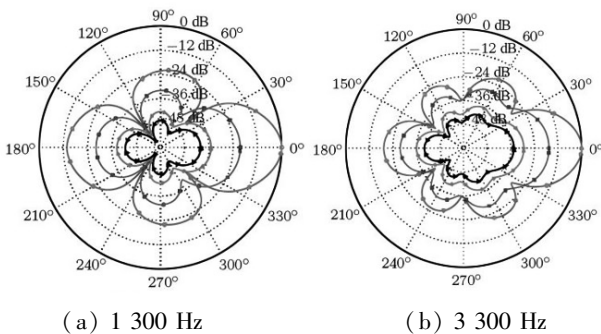 90° 0 dB
120° 60°
-12 dB
-24 dB
150° 30°
-36 dB
180° 0°
210° 330°
240° 300°
270°
(a) 1 300 Hz
90° 0 dB
120° 60°
-12 dB
-24 dB
150° 30°
-36 dB
180° 0°
210° 330°
240° 300°
270°
(b) 3 300 Hz